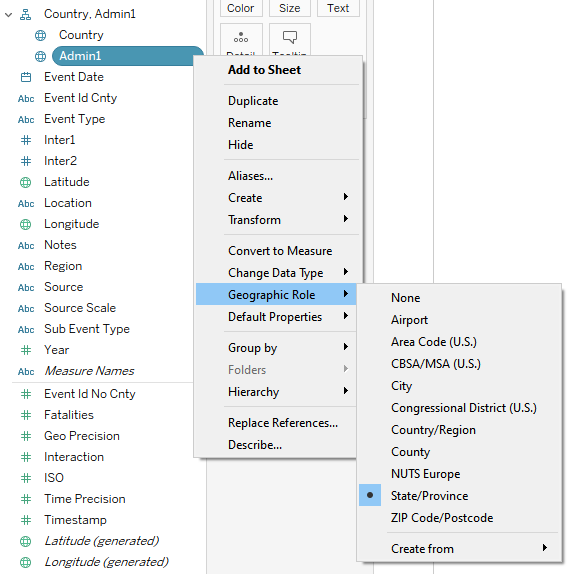 Country, Admin1
Country
Admin1
Abc
Event Date
Abc Event Id Cnty
Abc Event Type
# Inter1
# Inter2
Latitude
Abc Location
Longitude
Abc Notes
Abc Region
Abc Source
Abc Source Scale
Abc Sub Event Type
# Year
Abc Measure Names
# Event Id No Cnty
# Fatalities
# Geo Precision
# Interaction
# ISO
# Time Precision
# Timestamp
Latitude (generated)
Longitude (generated)
Color
Size
Text
Detail
Tooltip
Add to Sheet
Duplicate
Rename
Hide
Aliases...
Create
Transform
Convert to Measure
Change Data Type
Geographic Role
Default Properties
Group by
Folders
Hierarchy
Replace References...
Describe...
None
Airport
Area Code (U.S.)
CBSA/MSA (U.S.)
City
Congressional District (U.S.)
Country/Region
County
NUTS Europe
State/Province
ZIP Code/Postcode
Create from